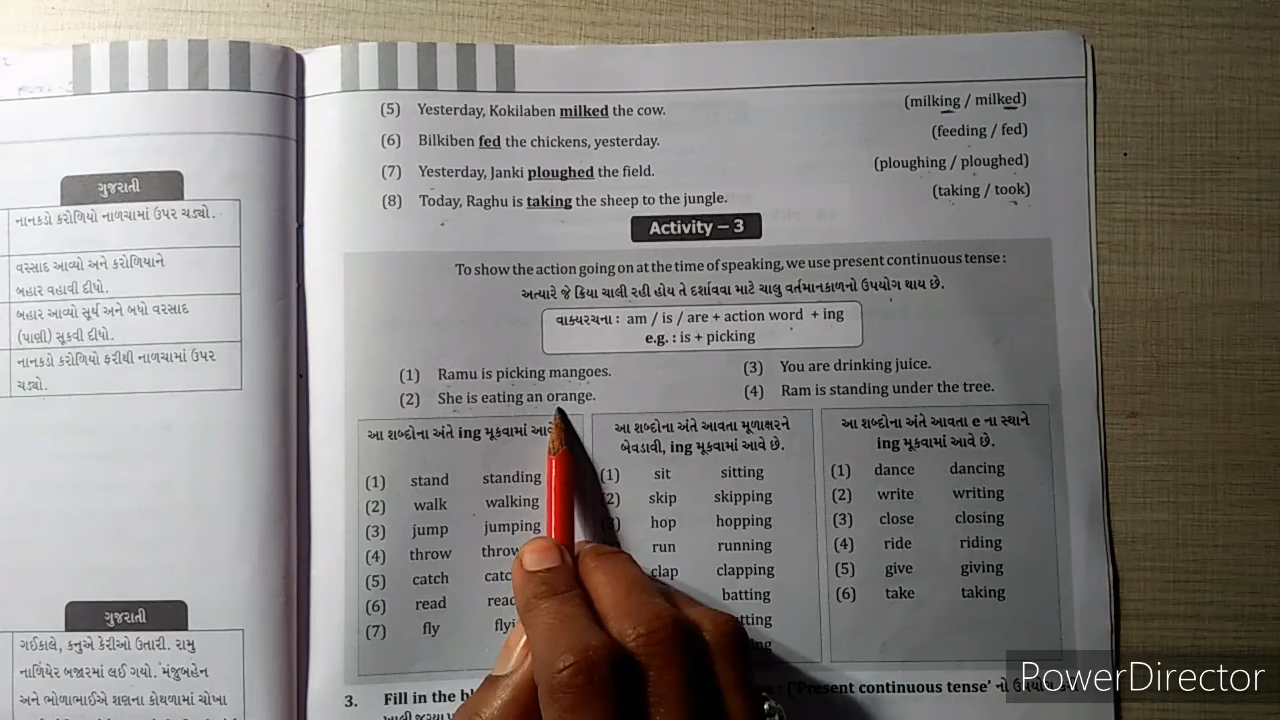 ગુજરાતી
નાનકડો કરોળિયો નાળચામાં ઉપર ચડ્યો.
વરસાદ આવ્યો અને કરોળિયાને
બહાર વહાવી દીધો.
બહાર આવ્યો સૂર્ય અને બધો વરસાદ
(પાણી) સૂકવી દીધો.
નાનકડો કરોળિયો ફરીથી નાળચામાં ઉપર
ચડ્યો.
ગુજરાતી
ગઈકાલે, કનુએ કેરીઓ ઉતારી. રામુ
નાળિયેર બજારમાં લઈ ગયો. મંજુબહેન
અને ભોળાભાઈએ શણના કોથળામાં ચોખા
(5) Yesterday, Kokilaben milked the cow. (milking / milked)
(6) Bilkiben fed the chickens, yesterday. (feeding / fed)
(7) Yesterday, Janki ploughed the field. (ploughing / ploughed)
(8) Today, Raghu is taking the sheep to the jungle. (taking / took)
Activity – 3
To show the action going on at the time of speaking, we use present continuous tense :
અત્યારે જે ક્રિયા ચાલી રહી હોય તે દર્શાવવા માટે ચાલુ વર્તમાનકાળનો ઉપયોગ થાય છે.
વાક્યરચના : am / is / are + action word + ing
e.g. : is + picking
(1) Ramu is picking mangoes. (3) You are drinking juice.
(2) She is eating an orange. (4) Ram is standing under the tree.
આ શબ્દોના અંતે ing મૂકવામાં
(1) stand standing
(2) walk walking
(3) jump jumping
(4) throw
(5) catch
(6) read
(7) fly
આ શબ્દોના અંતે આવતા મૂળાક્ષરને
બેવડાવી, ing મૂકવામાં આવે છે.
(1) sit sitting
skip skipping
hop hopping
run running
clap clapping
batting
આ શબ્દોના અંતે આવતા e ના સ્થાને
ing મૂકવામાં આવે છે.
(1) dance dancing
(2) write writing
(3) close closing
(4) ride riding
(5) give giving
(6) take taking
3. Fill in the : ('Present continuous tense' નો
PowerDirector